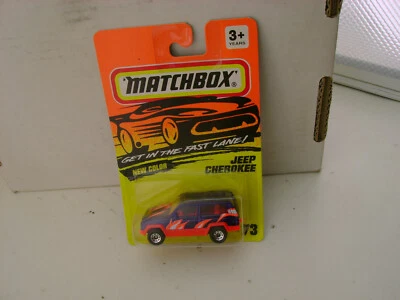 3+
YEARS
MATCHBOX®
GET IN THE FAST LANE!
NEW COLOR
JEEP
CHEROKEE
73